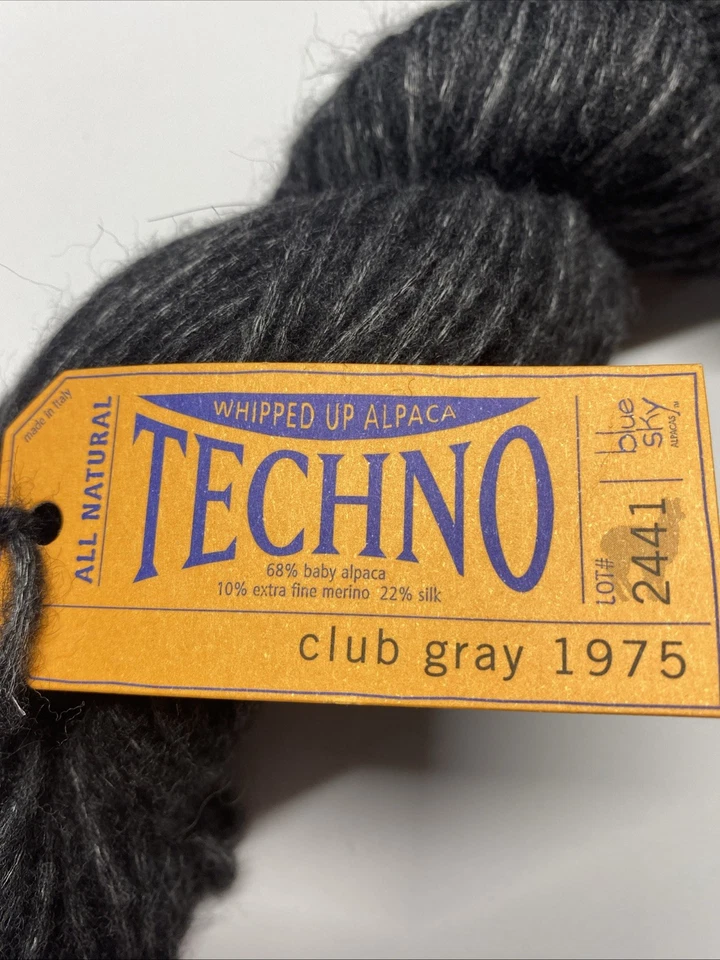 made in Italy
ALL NATURAL
WHIPPED UP ALPACA
TECHNO
68% baby alpaca
10% extra fine merino 22% silk
LOT# 2441
blue
sky
ALPACAS™
club gray 1975